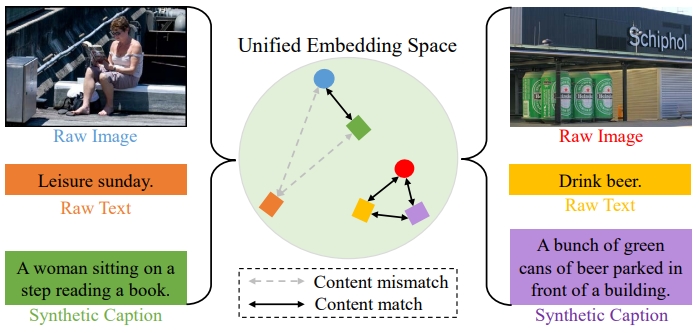 Unified Embedding Space
Raw Image
Leisure sunday.
Raw Text
A woman sitting on a
step reading a book.
Synthetic Caption
Content mismatch
Content match
Schiphol
Heineken
Raw Image
Drink beer.
Raw Text
A bunch of green
cans of beer parked in
front of a building.
Synthetic Caption